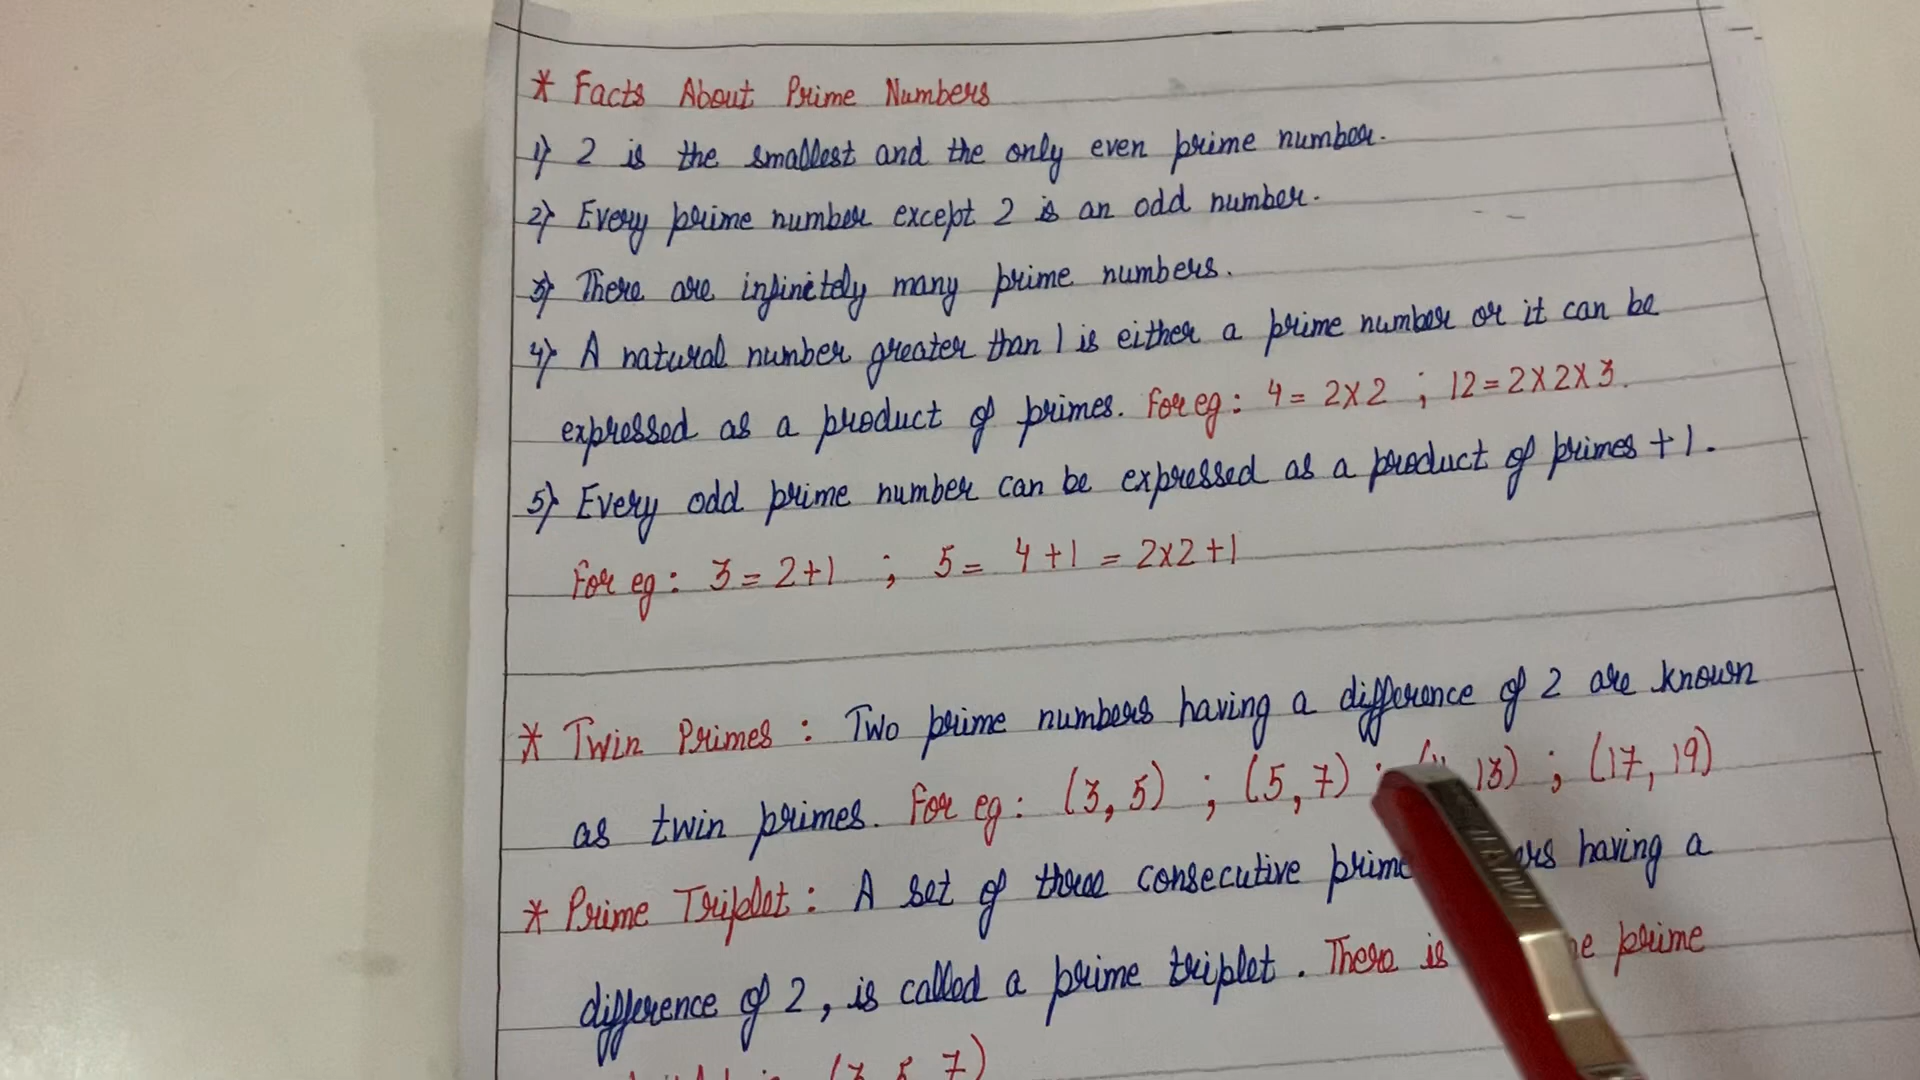 * Facts About Prime Numbers
1) 2 is the smallest and the only even prime number.
2) Every prime number except 2 is an odd number.
3) There are infinitely many prime numbers.
4) A natural number greater than 1 is either a prime number or it can be
expressed as a product of primes. For eg: 4 = 2X2 ; 12 = 2X2X3.
5) Every odd prime number can be expressed as a product of primes + 1.
For eg: 3 = 2+1 ; 5 = 4+1 = 2x2+1
* Twin Primes : Two prime numbers having a difference of 2 are known
as twin primes. For eg: (3, 5) ; (5, 7) ; 13) ; (17, 19)
* Prime Triplet : A set of three consecutive prime having a
difference of 2, is called a prime triplet. There is prime
(3 5 7)